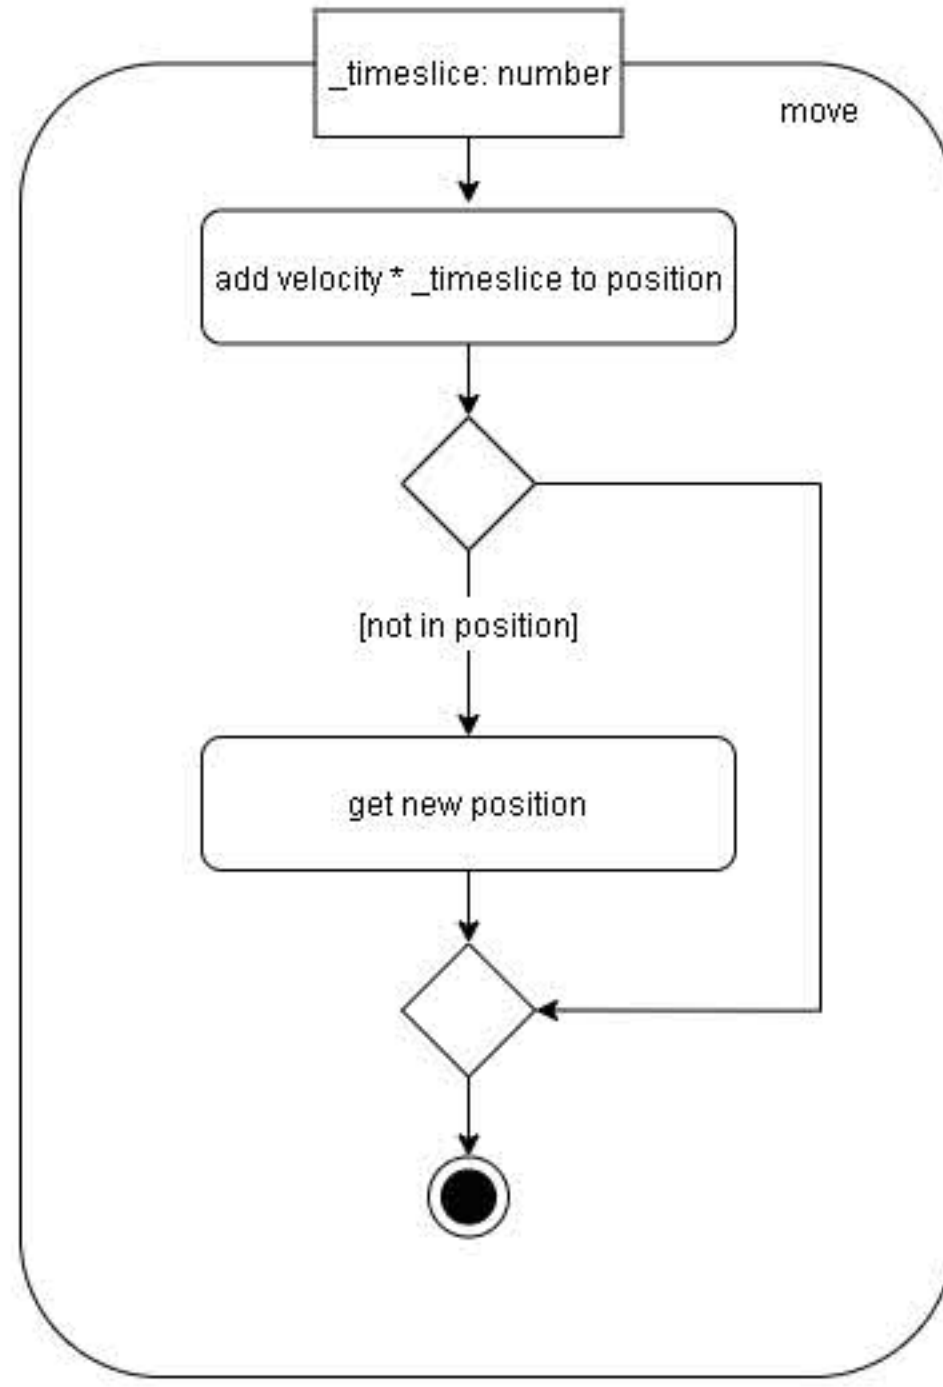 _timeslice: number
move
add velocity * _timeslice to position
[not in position]
get new position